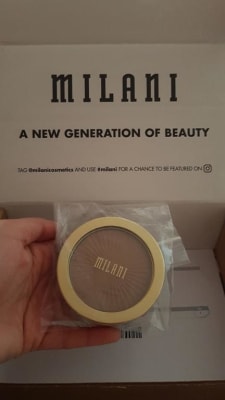 MILANI
A NEW GENERATION OF BEAUTY
TAG @milanicosmetics AND USE #milani FOR A CHANCE TO BE FEATURED ON
MILANI